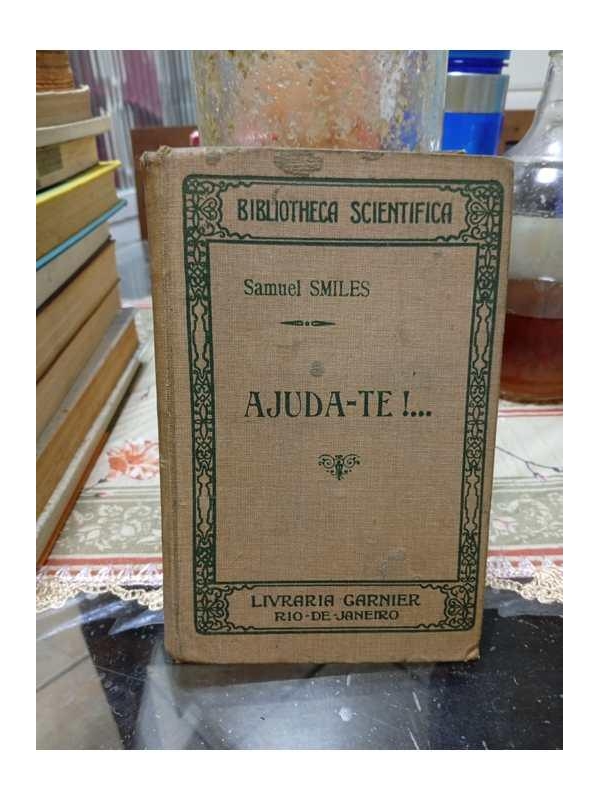 BIBLIOTHECA SCIENTIFICA
Samuel SMILES
AJUDA-TE !...
LIVRARIA GARNIER
RIO-DE-JANEIRO